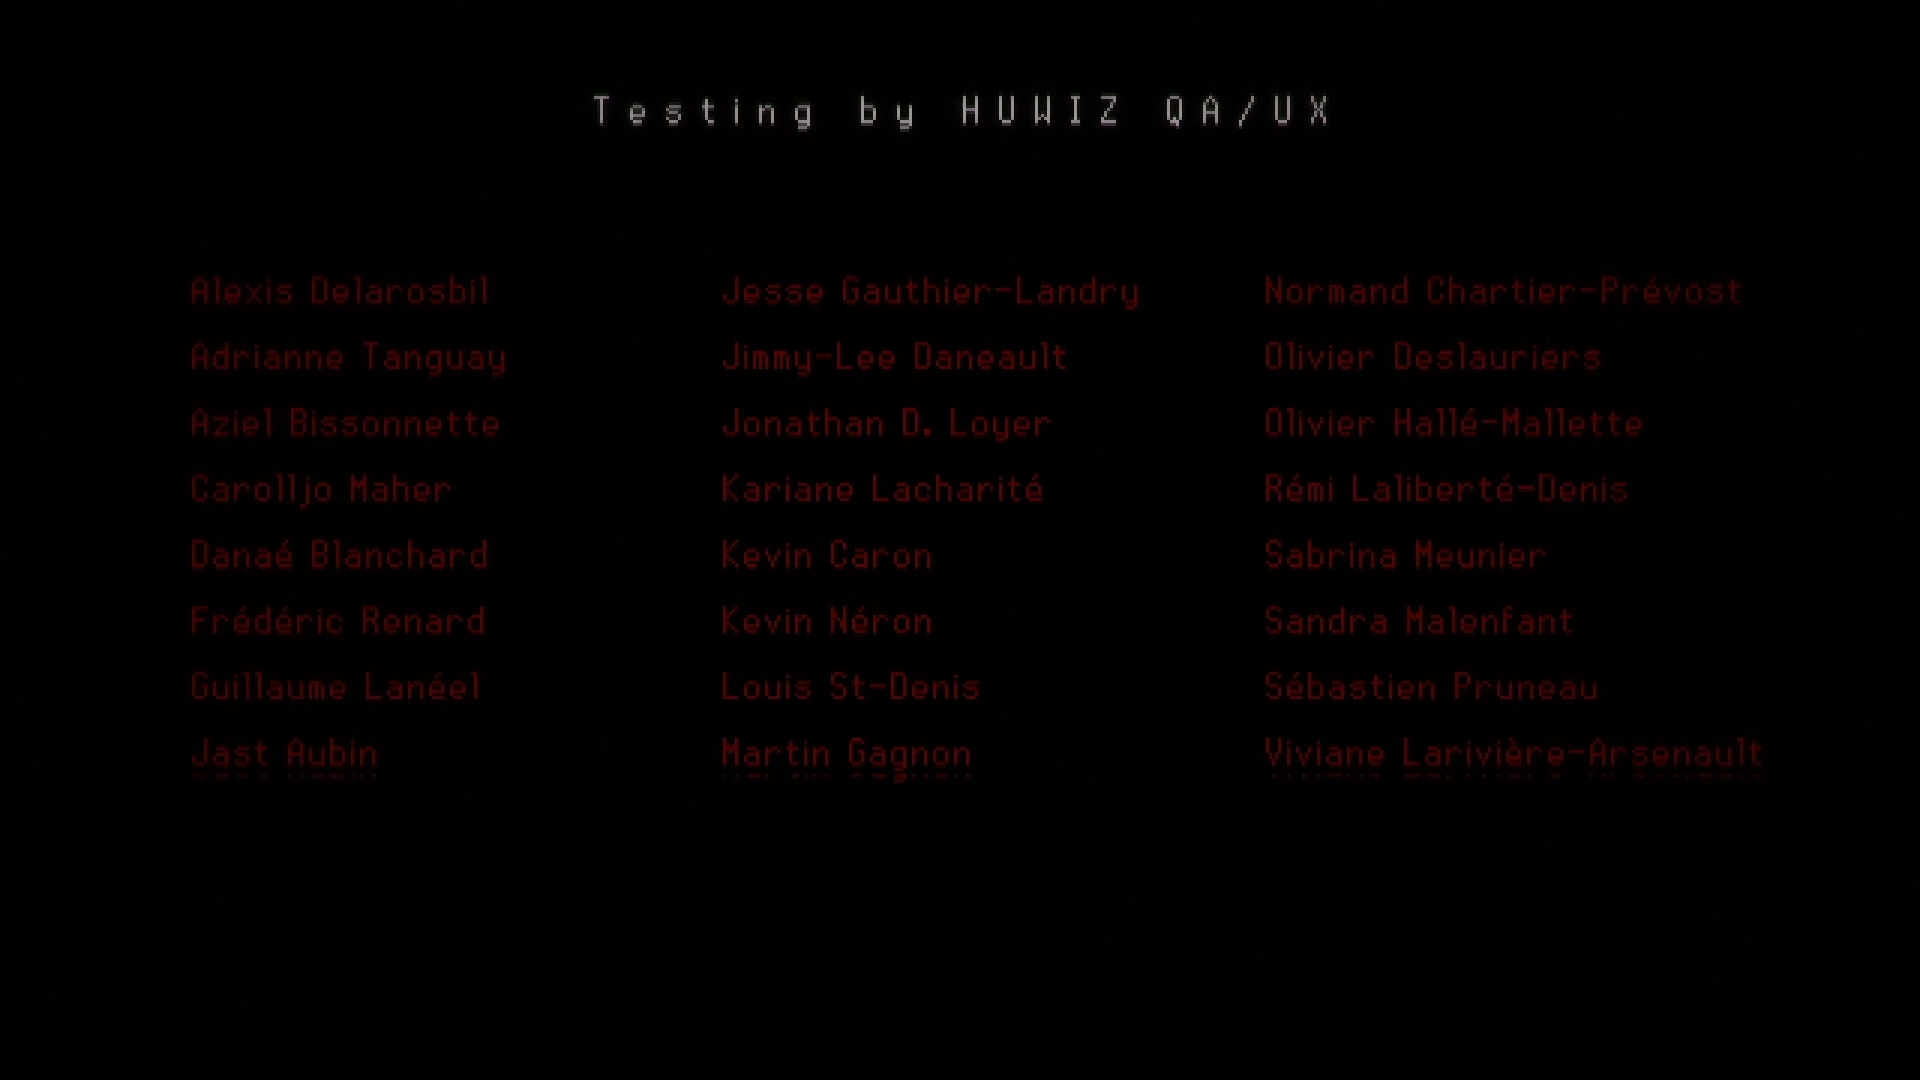 Testing by HUWIZ QA/UX
Alexis Delarosbil
Adrianne Tanguay
Aziel Bissonnette
Carolljo Maher
Danaé Blanchard
Frédéric Renard
Guillaume Lanéel
Jast Aubin
Jesse Gauthier-Landry
Jimmy-Lee Daneault
Jonathan D. Loyer
Kariane Lacharité
Kevin Caron
Kevin Néron
Louis St-Denis
Martin Gagnon
Normand Chartier-Prévost
Olivier Deslauriers
Olivier Hallé-Mallette
Rémi Laliberté-Denis
Sabrina Meunier
Sandra Malenfant
Sébastien Pruneau
Viviane Larivière-Arsenault